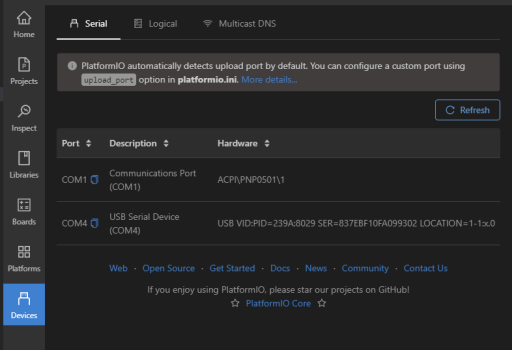 Home
Projects
Inspect
Libraries
Boards
Platforms
Devices
Serial Logical Multicast DNS
PlatformIO automatically detects upload port by default. You can configure a custom port using
upload_port option in platformio.ini. More details...
Refresh
Port Description Hardware
COM1 Communications Port
(COM1) ACPI\PNP0501\1
COM4 USB Serial Device
(COM4) USB VID:PID=239A:8029 SER=837EBF10FA099302 LOCATION=1-1:x.0
Web · Open Source · Get Started · Docs · News · Community · Contact Us
If you enjoy using PlatformIO, please star our projects on GitHub!
PlatformIO Core